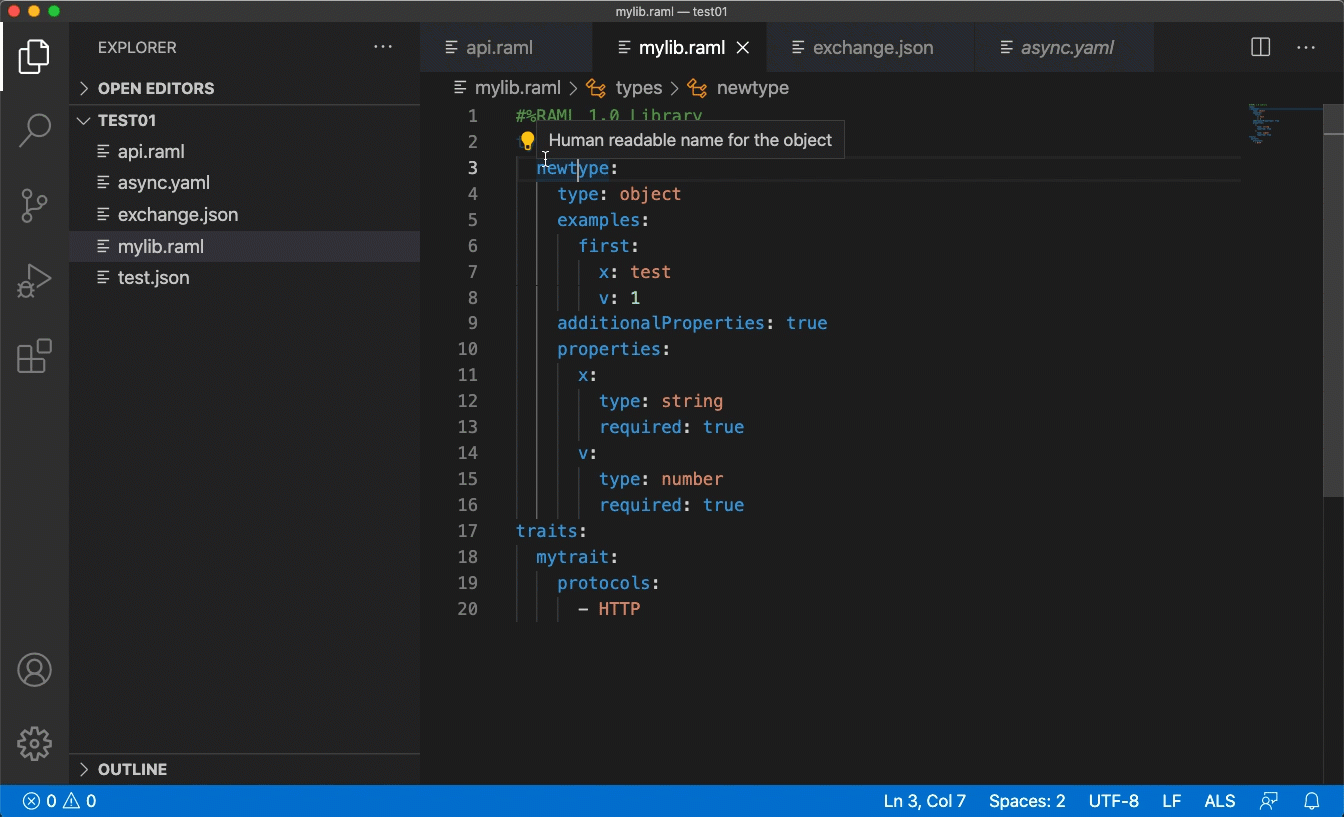 mylib.raml — test01
EXPLORER
OPEN EDITORS
TEST01
api.raml
async.yaml
exchange.json
mylib.raml
test.json
OUTLINE
api.raml mylib.raml exchange.json async.yaml
mylib.raml > types > newtype
1 #%RAML 1.0 Library
2
Human readable name for the object
3 newtype:
4 type: object
5 examples:
6 first:
7 x: test
8 v: 1
9 additionalProperties: true
10 properties:
11 x:
12 type: string
13 required: true
14 v:
15 type: number
16 required: true
17 traits:
18 mytrait:
19 protocols:
20 - HTTP
0 0 Ln 3, Col 7 Spaces: 2 UTF-8 LF ALS